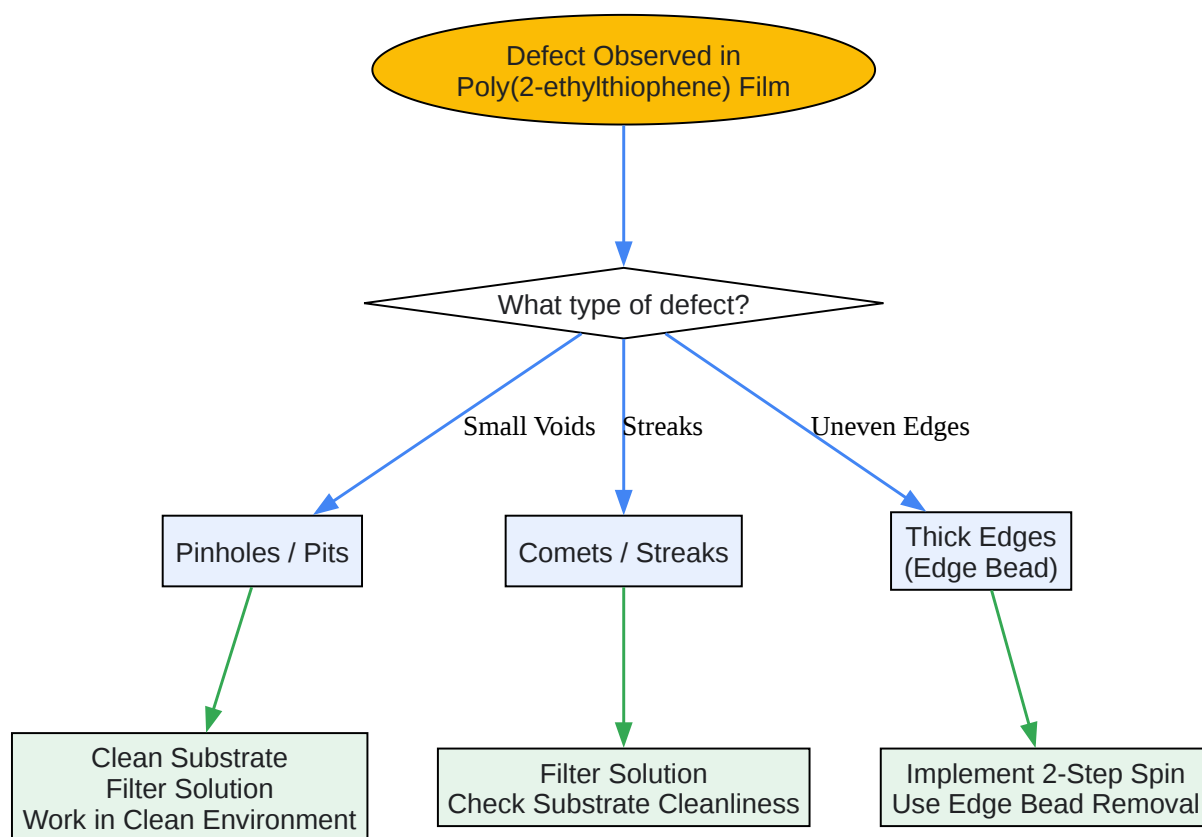 Defect Observed in
Poly(2-ethylthiophene) Film
What type of defect?
Small Voids
Streaks
Uneven Edges
Pinholes / Pits
Comets / Streaks
Thick Edges
(Edge Bead)
Clean Substrate
Filter Solution
Work in Clean Environment
Filter Solution
Check Substrate Cleanliness
Implement 2-Step Spin
Use Edge Bead Removal